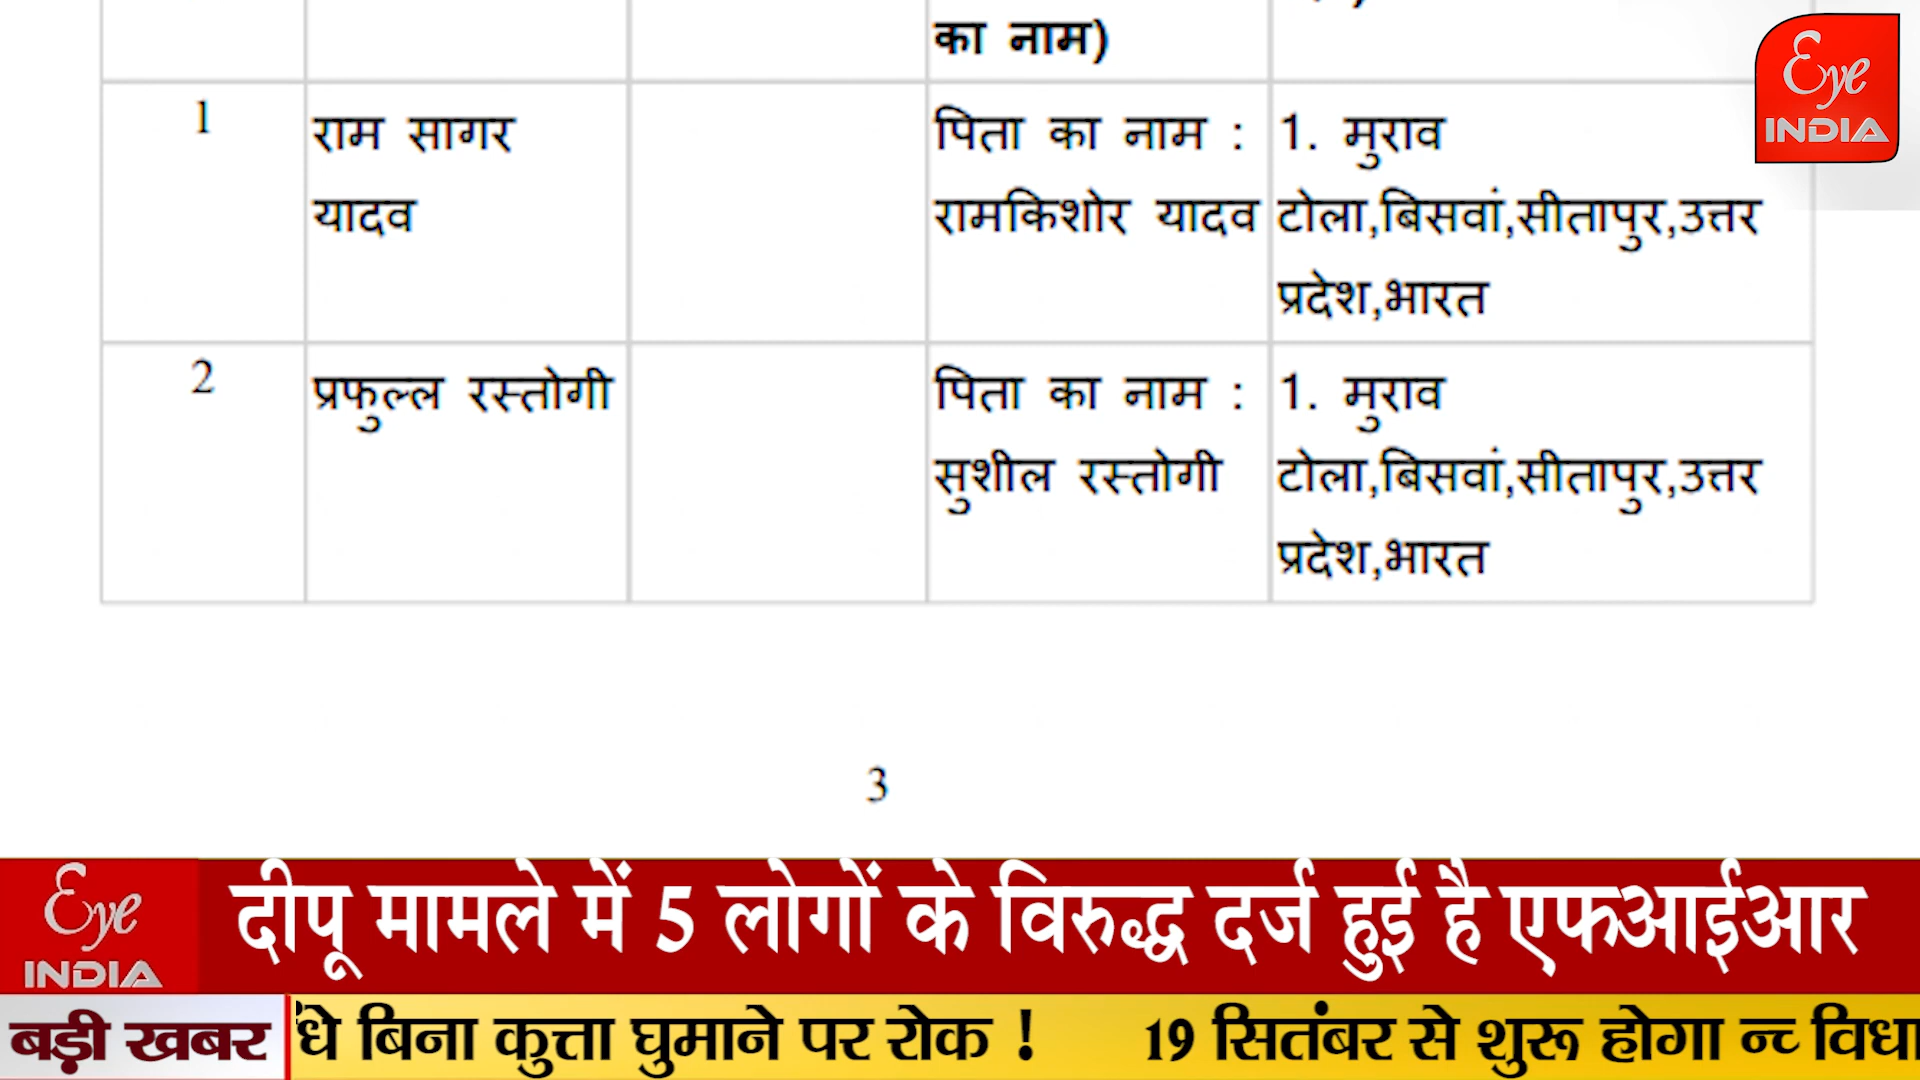 का नाम)
1
राम सागर
यादव
पिता का नाम :
रामकिशोर यादव
1. मुराव
टोला,बिसवां,सीतापुर,उत्तर
प्रदेश,भारत
2
प्रफुल्ल रस्तोगी
पिता का नाम :
सुशील रस्तोगी
1. मुराव
टोला,बिसवां,सीतापुर,उत्तर
प्रदेश,भारत
3
Eye
INDIA
Eye
INDIA
दीपू मामले में 5 लोगों के विरुद्ध दर्ज हुई है एफआईआर
बड़ी खबर
बिना कुत्ता घुमाने पर रोक ! 19 सितंबर से शुरू होगा